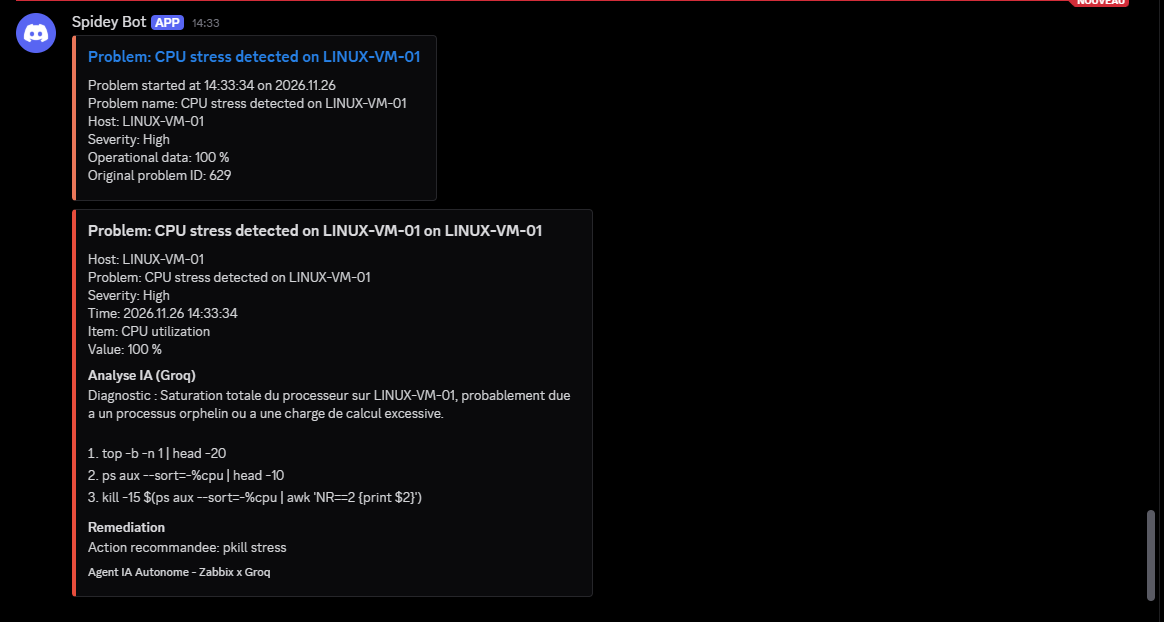 NOUVEAU
Spidey Bot APP 14:33
Problem: CPU stress detected on LINUX-VM-01
Problem started at 14:33:34 on 2026.11.26
Problem name: CPU stress detected on LINUX-VM-01
Host: LINUX-VM-01
Severity: High
Operational data: 100 %
Original problem ID: 629
Problem: CPU stress detected on LINUX-VM-01 on LINUX-VM-01
Host: LINUX-VM-01
Problem: CPU stress detected on LINUX-VM-01
Severity: High
Time: 2026.11.26 14:33:34
Item: CPU utilization
Value: 100 %
Analyse IA (Groq)
Diagnostic : Saturation totale du processeur sur LINUX-VM-01, probablement due
a un processus orphelin ou a une charge de calcul excessive.
1. top -b -n 1 | head -20
2. ps aux --sort=-%cpu | head -10
3. kill -15 $(ps aux --sort=-%cpu | awk 'NR==2 {print $2}')
Remediation
Action recommandee: pkill stress
Agent IA Autonome - Zabbix x Groq